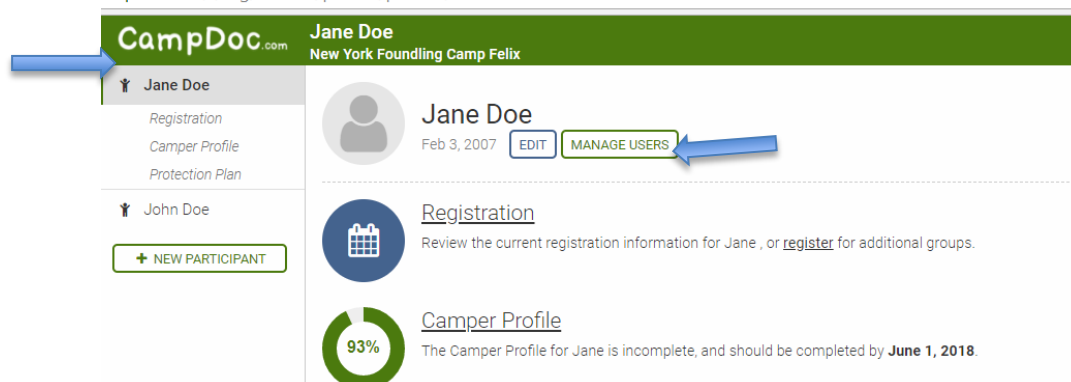 CampDoc.com
Jane Doe
New York Foundling Camp Felix
Jane Doe
Registration
Camper Profile
Protection Plan
John Doe
+ NEW PARTICIPANT
Jane Doe
Feb 3, 2007 EDIT MANAGE USERS
Registration
Review the current registration information for Jane , or register for additional groups.
93%
Camper Profile
The Camper Profile for Jane is incomplete, and should be completed by June 1, 2018.